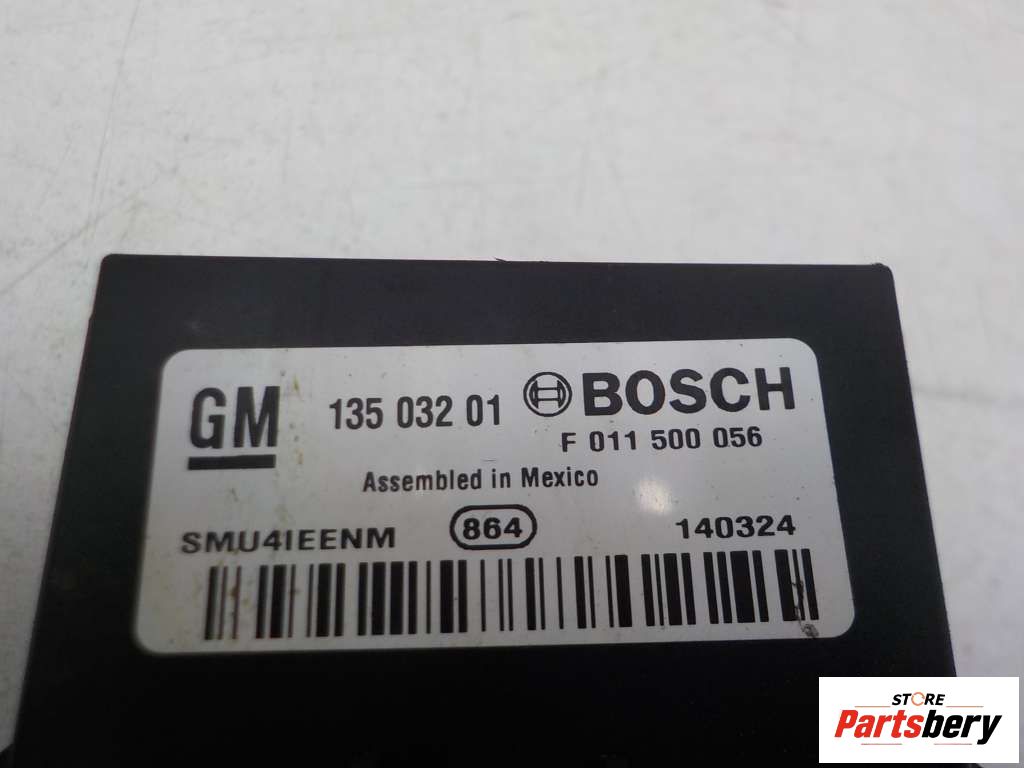 GM 135 032 01 BOSCH
F 011 500 056
Assembled in Mexico
SMU4IEENM 864 140324
STORE
Partsbery